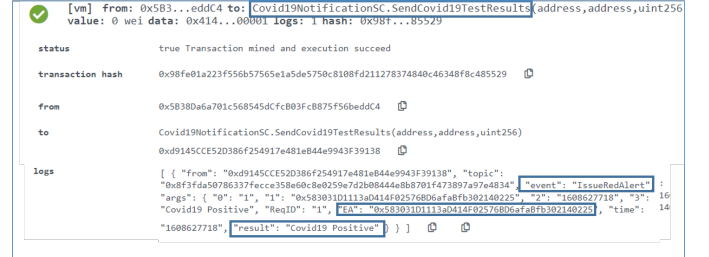 [vm] from: 0x5B3...eddC4 to: Covid19NotificationSC.SendCovid19TestResults(address,address,uint256
value: 0 wei data: 0x414...00001 logs: 1 hash: 0x98f...85529
status true Transaction mined and execution succeed
transaction hash 0x98fe01a223f556b57565e1a5de5750c8108fd211278374840c46348f8c485529
from 0x5B38Da6a701c568545dCfcB03FcB875f56beddC4
to Covid19NotificationSC.SendCovid19TestResults(address,address,uint256)
0xd9145CCE52D386f254917e481eB44e9943F39138
logs [ { "from": "0xd9145CCE52D386f254917e481eB44e9943F39138", "topic":
"0x8f3fda50786337fecce358e60c8e0259e7d2b08444e8b8701f473897a97e4834", "event": "IssueRedAlert" :
"args": { "0": "1", "1": "0x583031D1113aD414F02576BD6afaBfb302140225", "2": "1608627718", "3":
"Covid19 Positive", "ReqID": "1", "EA": "0x583031D1113aD414F02576BD6afaBfb302140225", "time":
"1608627718", "result": "Covid19 Positive" } } ]